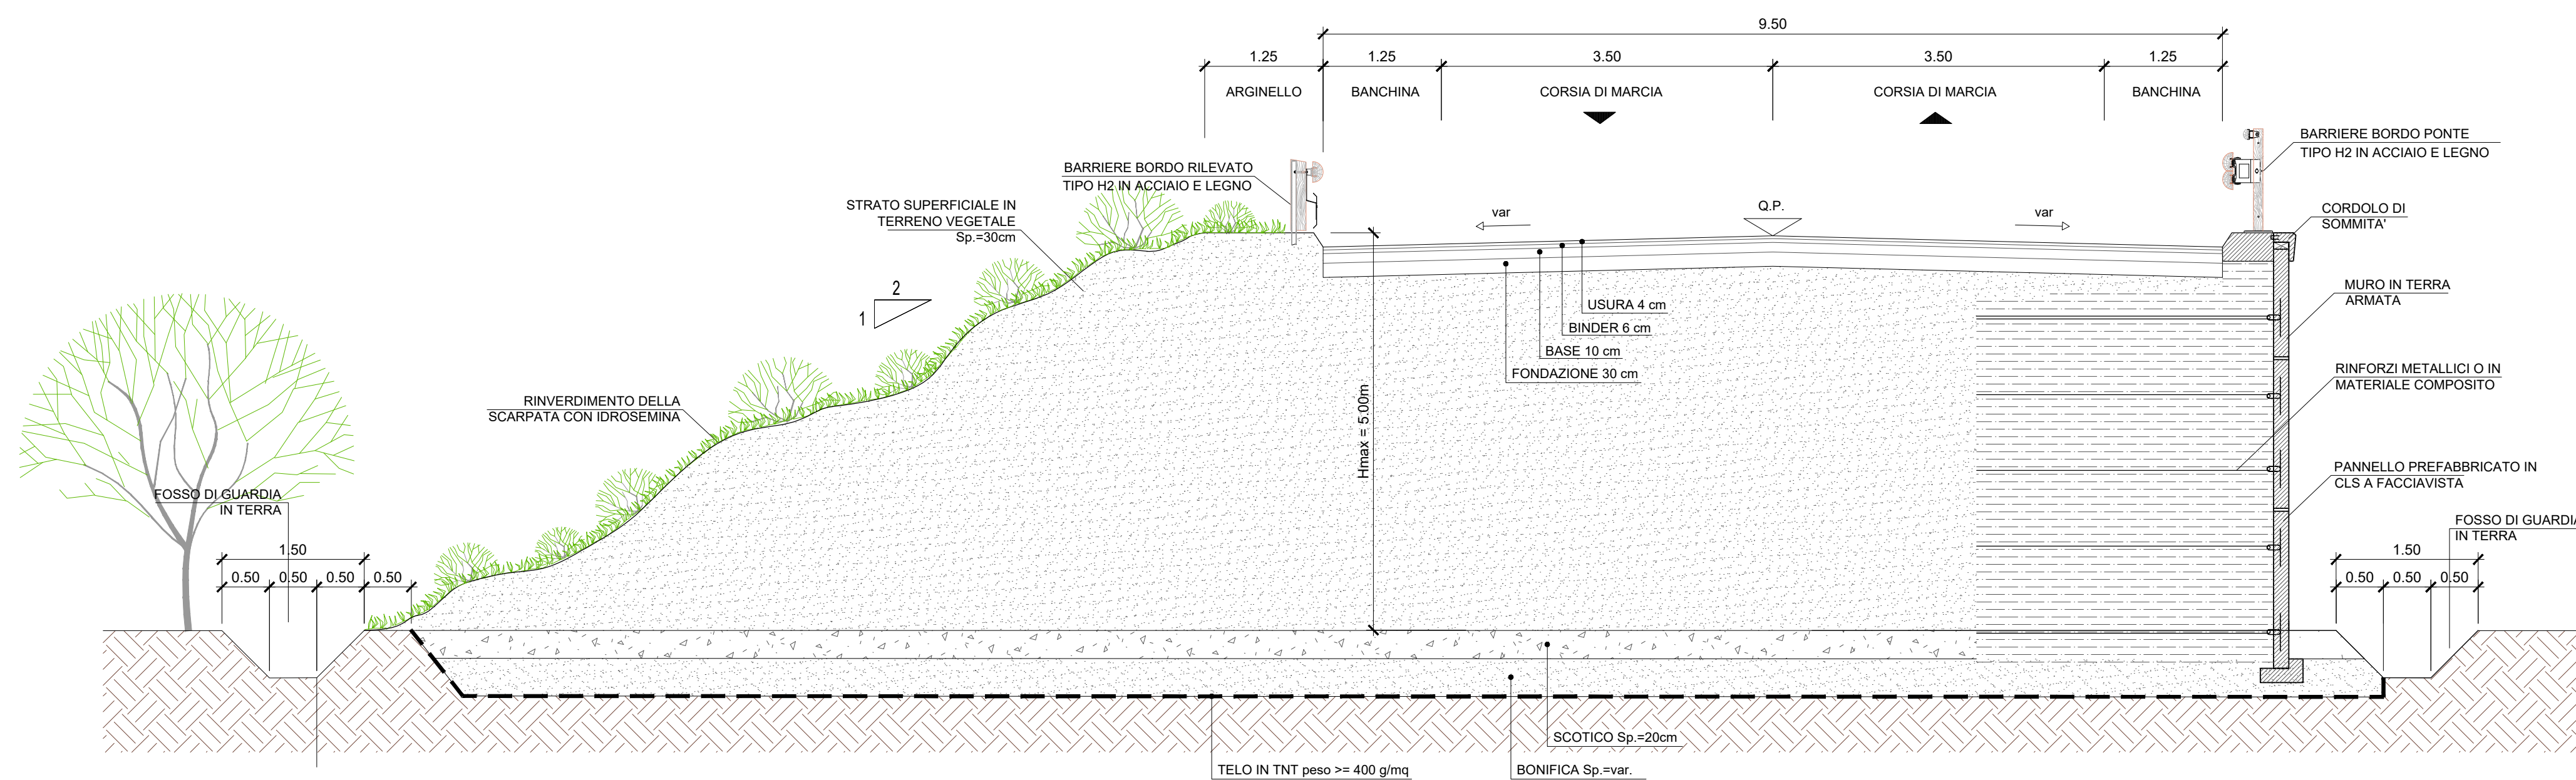 9.50
1.25 1.25 3.50 3.50 1.25
ARGINELLO BANCHINA CORSIA DI MARCIA CORSIA DI MARCIA BANCHINA
BARRIERE BORDO PONTE
TIPO H2 IN ACCIAIO E LEGNO
BARRIERE BORDO RILEVATO
TIPO H2 IN ACCIAIO E LEGNO
STRATO SUPERFICIALE IN
TERRENO VEGETALE
Sp.=30cm
var
Q.P.
var
CORDOLO DI
SOMMITA'
2
1
MURO IN TERRA
ARMATA
USURA 4 cm
BINDER 6 cm
BASE 10 cm
FONDAZIONE 30 cm
Hmax = 5.00m
RINFORZI METALLICI O IN
MATERIALE COMPOSITO
RINVERDIMENTO DELLA
SCARPATA CON IDROSEMINA
PANNELLO PREFABBRICATO IN
CLS A FACCIAVISTA
FOSSO DI GUARDIA
IN TERRA
FOSSO DI GUARDIA
IN TERRA
1.50
0.50 0.50 0.50 0.50
1.50
0.50 0.50 0.50
SCOTICO Sp.=20cm
TELO IN TNT peso >= 400 g/mq
BONIFICA Sp.=var.